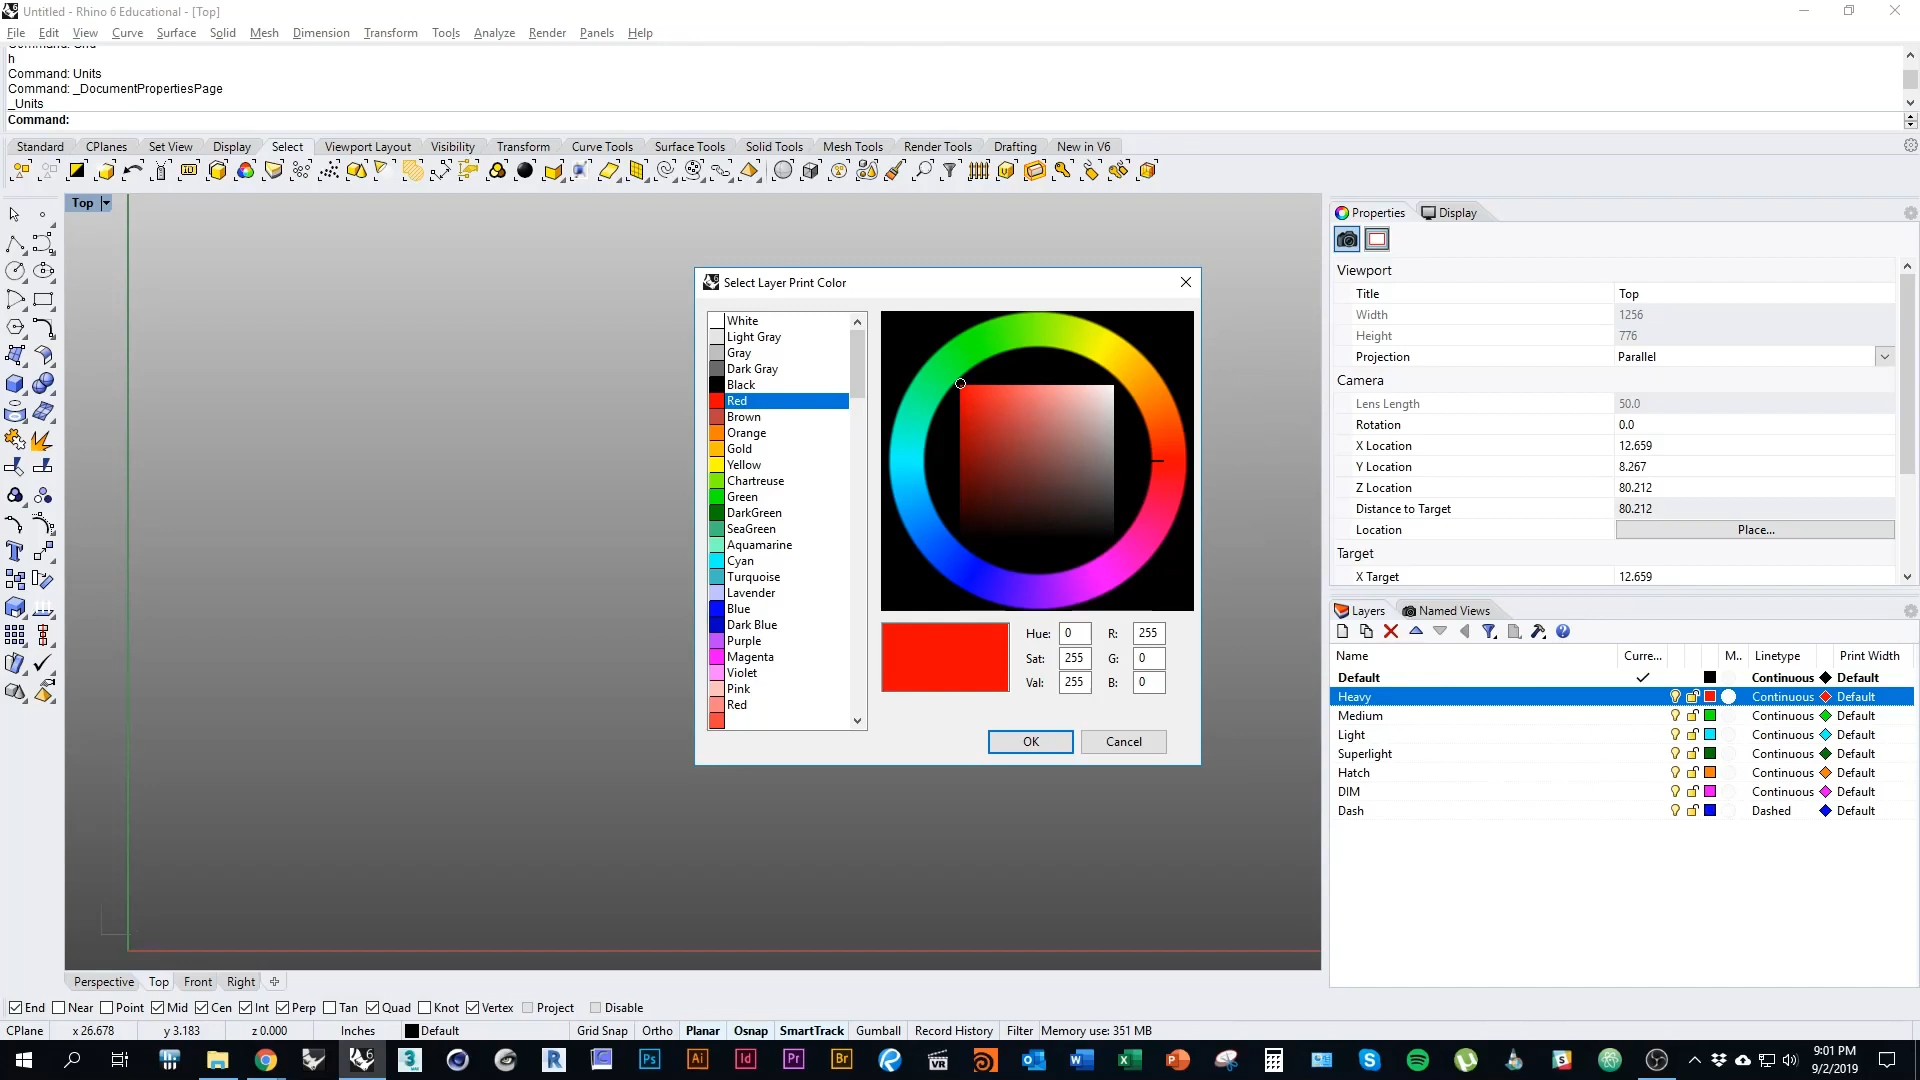 Untitled - Rhino 6 Educational - [Top]
File Edit View Curve Surface Solid Mesh Dimension Transform Tools Analyze Render Panels Help
h
Command: Units
Command: _DocumentPropertiesPage
_Units
Command:
Standard CPlanes Set View Display Select Viewport Layout Visibility Transform Curve Tools Surface Tools Solid Tools Mesh Tools Render Tools Drafting New in V6
Top
Select Layer Print Color
White
Light Gray
Gray
Dark Gray
Black
Red
Brown
Orange
Gold
Yellow
Chartreuse
Green
DarkGreen
SeaGreen
Aquamarine
Cyan
Turquoise
Lavender
Blue
Dark Blue
Purple
Magenta
Violet
Pink
Red
Hue: 0 R: 255
Sat: 255 G: 0
Val: 255 B: 0
OK Cancel
Properties Display
Viewport
Title Top
Width 1256
Height 776
Projection Parallel
Camera
Lens Length 50.0
Rotation 0.0
X Location 12.659
Y Location 8.267
Z Location 80.212
Distance to Target 80.212
Location Place...
Target
X Target 12.659
Layers Named Views
Name Curre... M.. Linetype Print Width
Default Continuous Default
Heavy Continuous Default
Medium Continuous Default
Light Continuous Default
Superlight Continuous Default
Hatch Continuous Default
DIM Continuous Default
Dash Dashed Default
Perspective Top Front Right
End Near Point Mid Cen Int Perp Tan Quad Knot Vertex Project Disable
CPlane x 26.678 y 3.183 z 0.000 Inches Default Grid Snap Ortho Planar Osnap SmartTrack Gumball Record History Filter Memory use: 351 MB
9:01 PM
9/2/2019